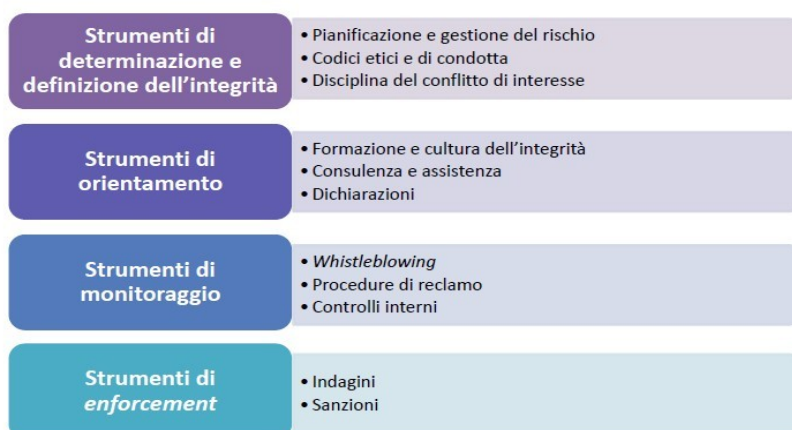 Strumenti di
determinazione e
definizione dell'integrità
• Pianificazione e gestione del rischio
• Codici etici e di condotta
• Disciplina del conflitto di interesse
Strumenti di
orientamento
• Formazione e cultura dell'integrità
• Consulenza e assistenza
• Dichiarazioni
Strumenti di
monitoraggio
• Whistleblowing
• Procedure di reclamo
• Controlli interni
Strumenti di
enforcement
• Indagini
• Sanzioni